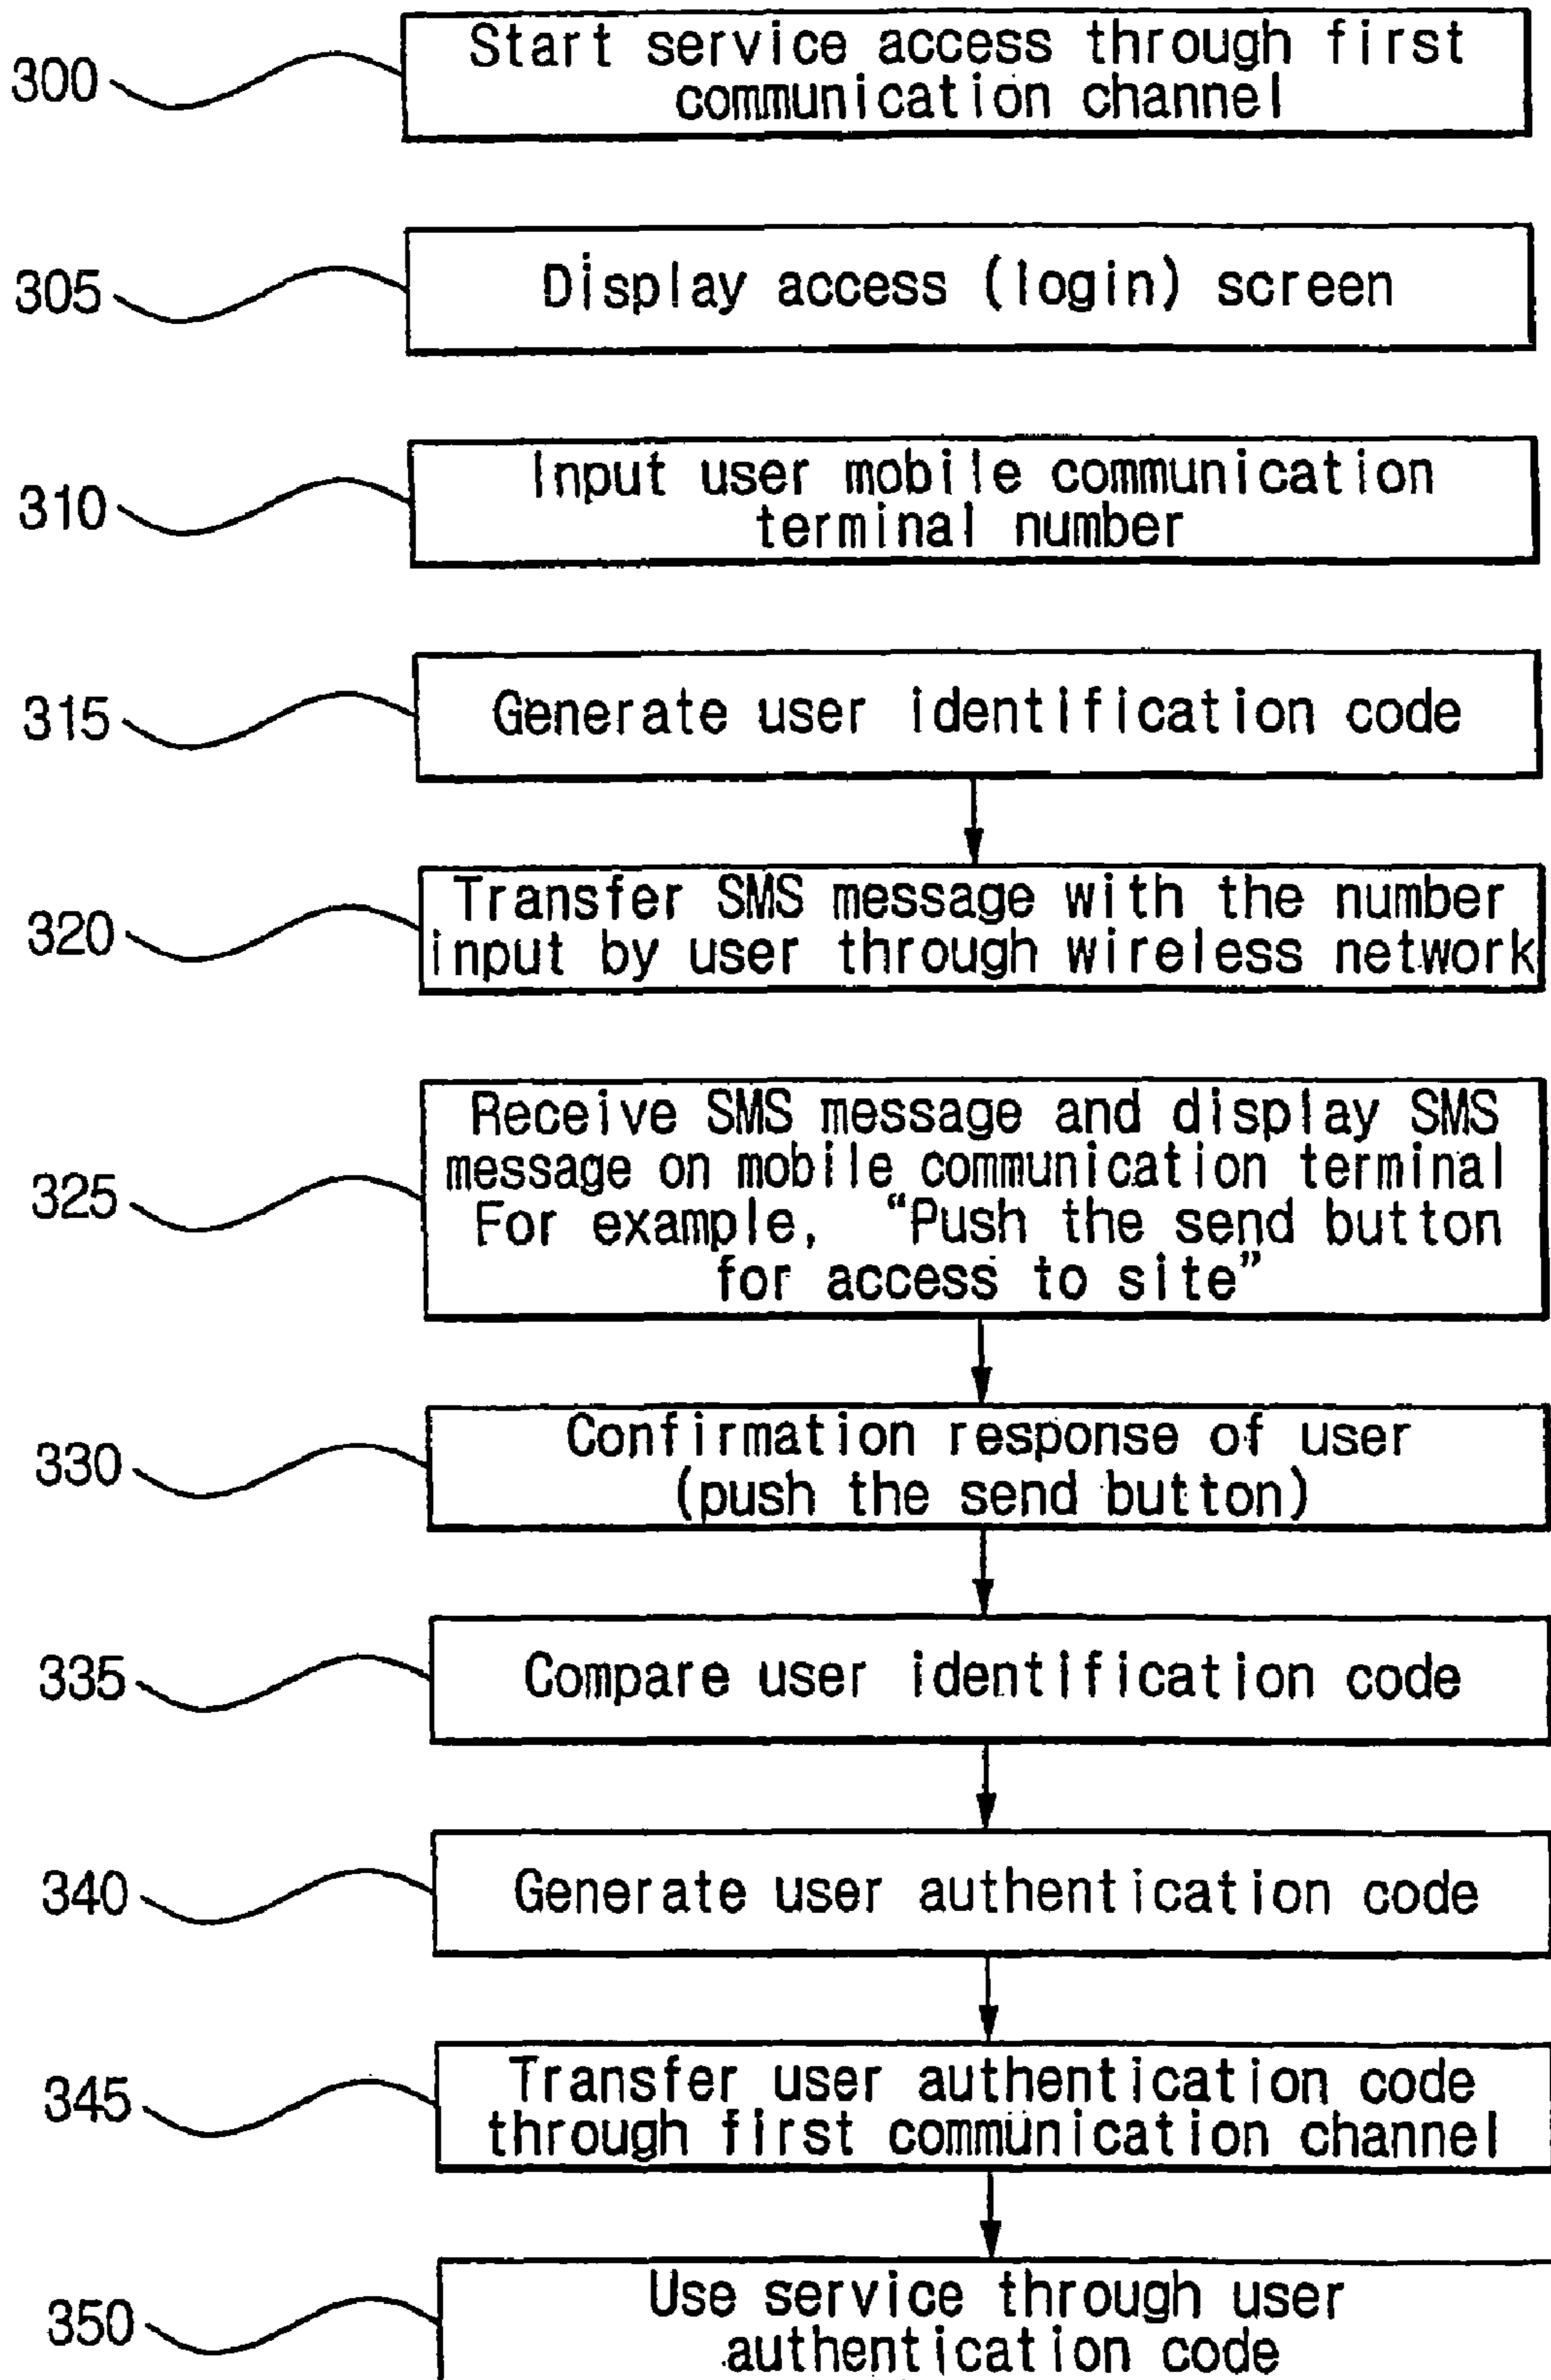 300
Start service access through first
communication channel
305
Display access (login) screen
310
Input user mobile communication
terminal number
315
Generate user identification code
320
Transfer SMS message with the number
input by user through wireless network
325
Receive SMS message and display SMS
message on mobile communication terminal
For example, “Push the send button
for access to site”
330
Confirmation response of user
(push the send button)
335
Compare user identification code
340
Generate user authentication code
345
Transfer user authentication code
through first communication channel
350
Use service through user
authentication code